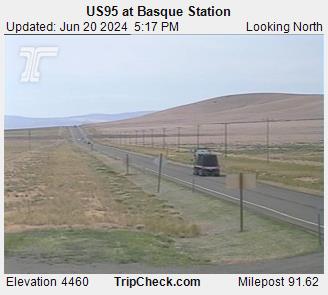 US95 at Basque Station
Updated: Jun 20 2024 5:17 PM Looking North
Elevation 4460 TripCheck.com Milepost 91.62